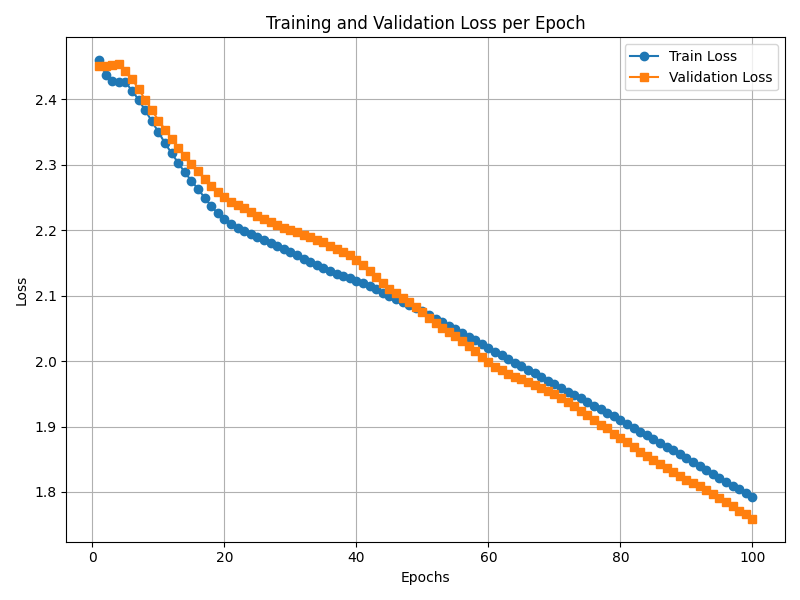 Training and Validation Loss per Epoch
Train Loss
Validation Loss
Loss
2.4
2.3
2.2
2.1
2.0
1.9
1.8
0 20 40 60 80 100
Epochs